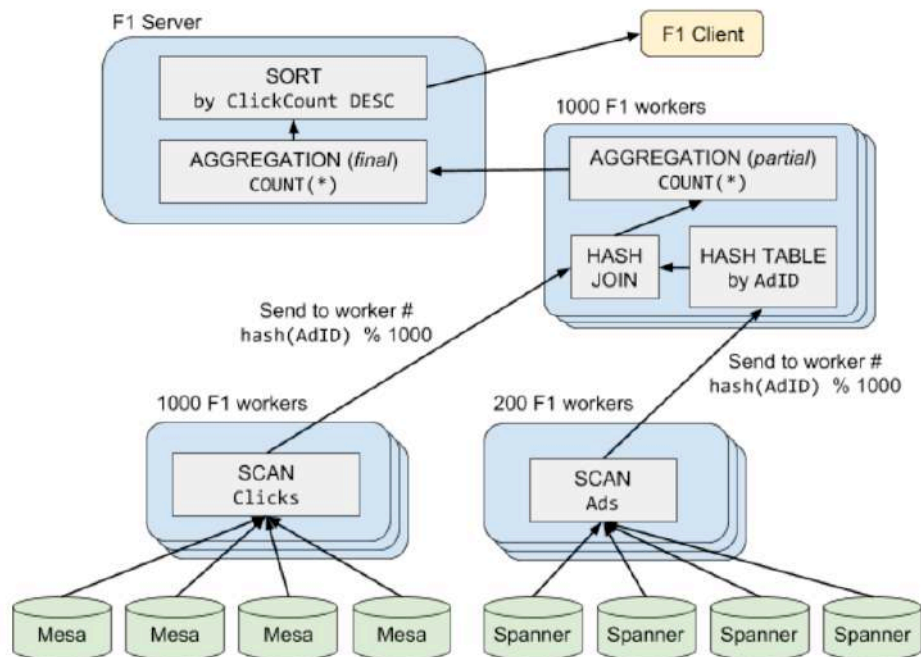 F1 Server
F1 Client
SORT
by ClickCount DESC
1000 F1 workers
AGGREGATION (final)
COUNT(*)
AGGREGATION (partial)
COUNT(*)
HASH
JOIN
HASH TABLE
by AdID
Send to worker #
hash(AdID) % 1000
Send to worker #
hash(AdID) % 1000
1000 F1 workers
200 F1 workers
SCAN
Clicks
SCAN
Ads
Mesa
Mesa
Mesa
Mesa
Spanner
Spanner
Spanner
Spanner